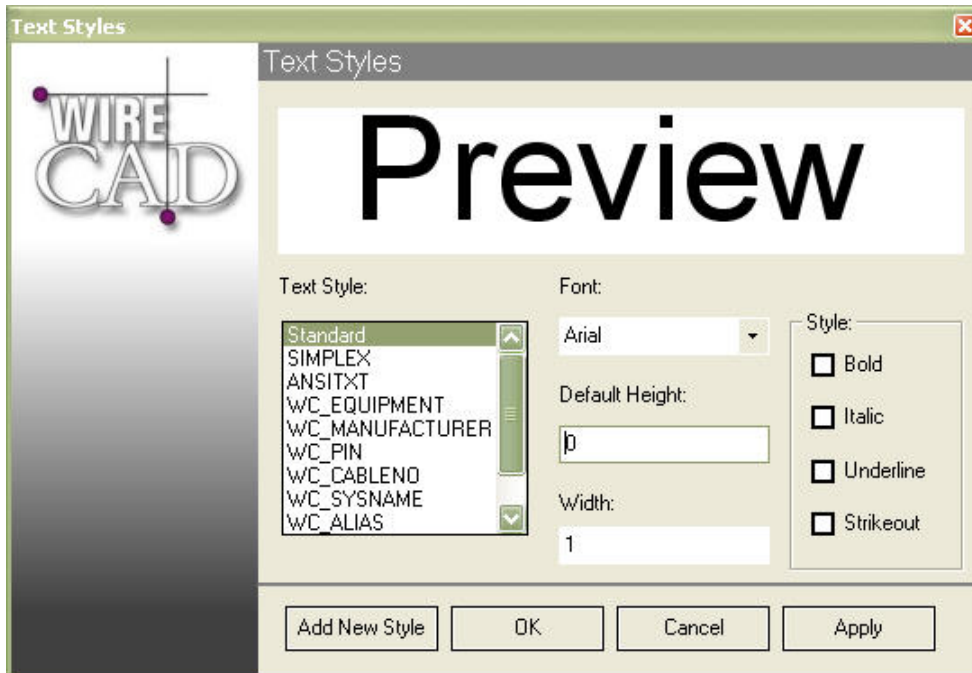 Text Styles
WIRE
CAD
Text Styles
Preview
Text Style:
Standard
SIMPLEX
ANSITXT
WC_EQUIPMENT
WC_MANUFACTURER
WC_PIN
WC_CABLENO
WC_SYSNAME
WC_ALIAS
Font:
Arial
Default Height:
0
Width:
1
Style:
Bold
Italic
Underline
Strikeout
Add New Style
OK
Cancel
Apply